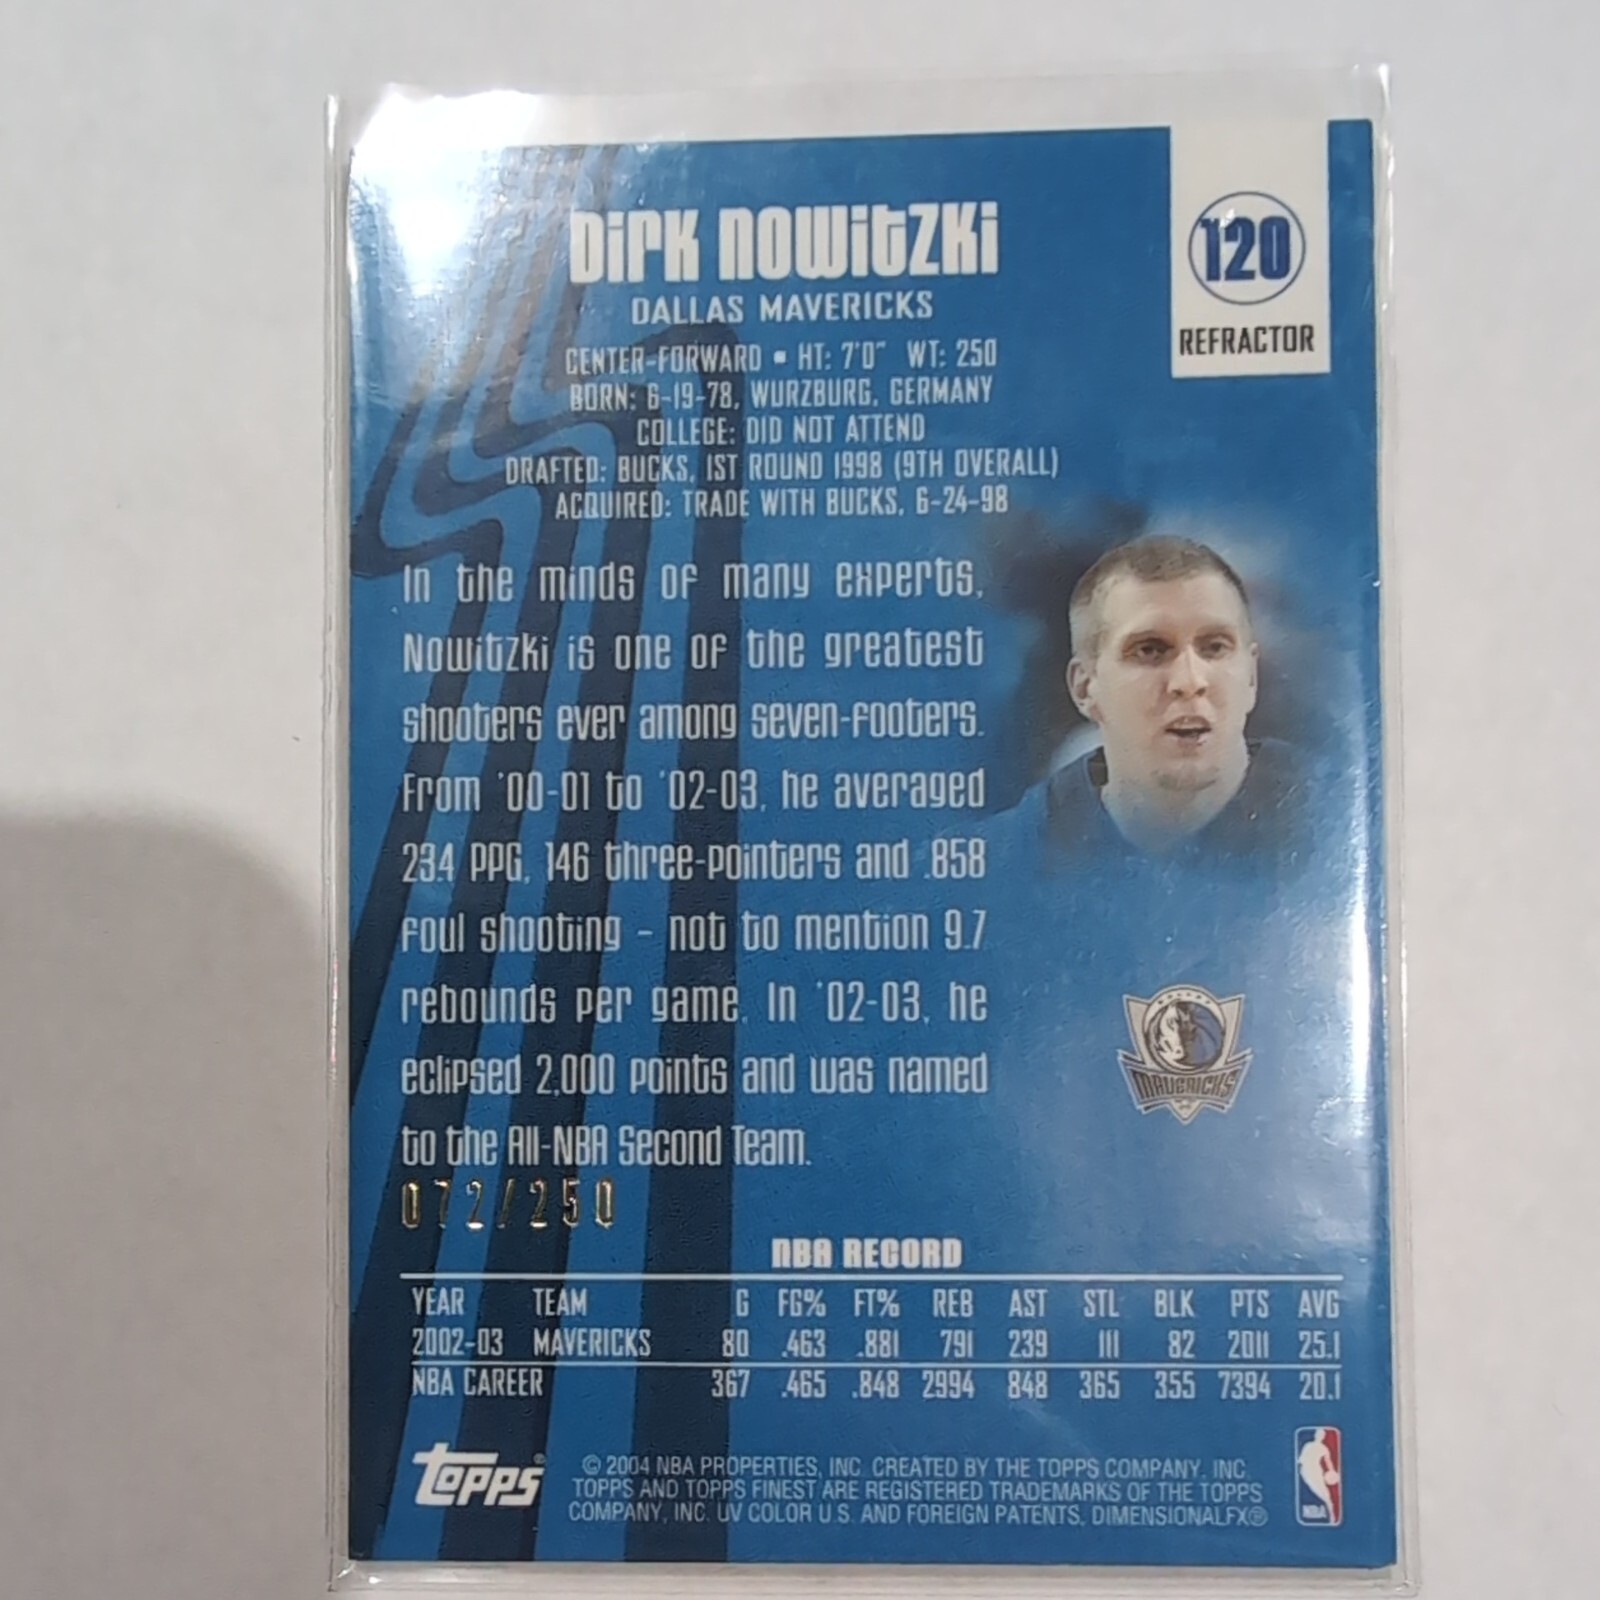 Dirk Nowitzki
DALLAS MAVERICKS
120
REFRACTOR
CENTER-FORWARD • HT: 7'0" WT: 250
BORN: 6-19-78, WURZBURG, GERMANY
COLLEGE: DID NOT ATTEND
DRAFTED: BUCKS, 1ST ROUND 1998 (9TH OVERALL)
ACQUIRED: TRADE WITH BUCKS, 6-24-98
In the minds of many experts,
Nowitzki is one of the greatest
shooters ever among seven-footers.
From '00-01 to '02-03, he averaged
23.4 PPG, 146 three-pointers and .858
foul shooting – not to mention 9.7
rebounds per game. In '02-03, he
eclipsed 2,000 points and was named
to the All-NBA Second Team.
MAVERICKS
072/250
NBA RECORD
YEAR TEAM G FG% FT% REB AST STL BLK PTS AVG
2002-03 MAVERICKS 80 .463 .881 791 239 111 82 2011 25.1
NBA CAREER 367 .465 .848 2994 848 365 355 7394 20.1
topps®
© 2004 NBA PROPERTIES, INC. CREATED BY THE TOPPS COMPANY, INC.
TOPPS AND TOPPS FINEST ARE REGISTERED TRADEMARKS OF THE TOPPS
COMPANY, INC. UV COLOR U.S. AND FOREIGN PATENTS, DIMENSIONALFX®
NBA